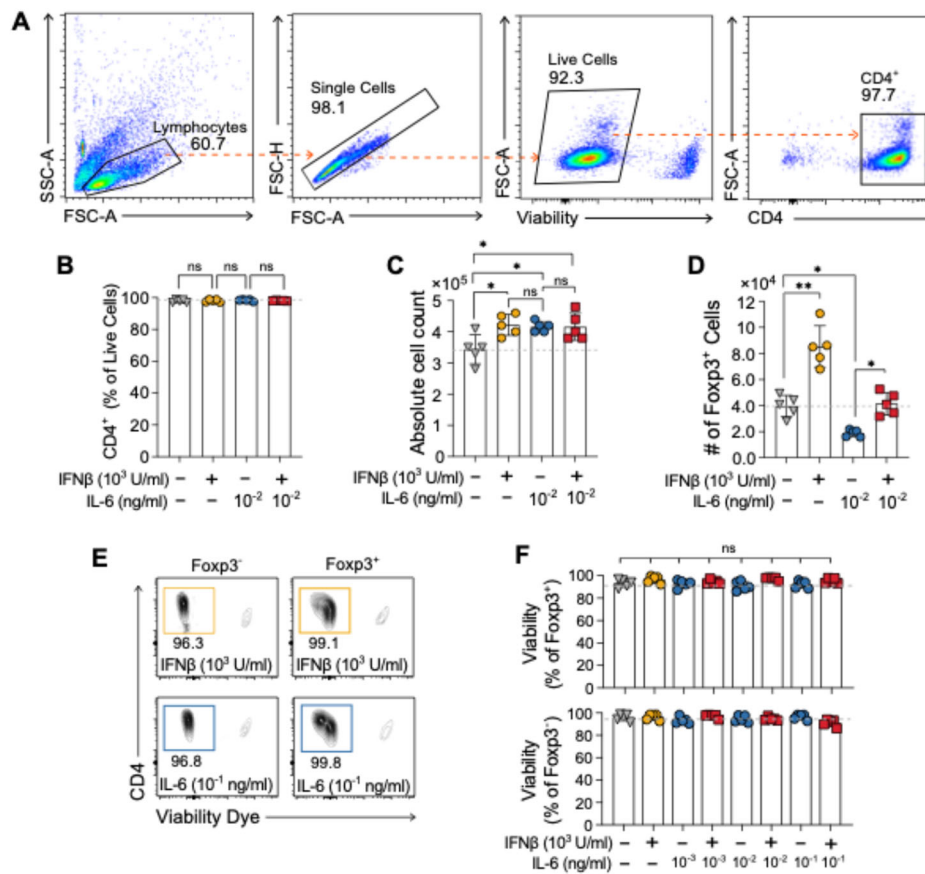 A
SSC-A
Lymphocytes
60.7
FSC-A
FSC-H
Single Cells
98.1
FSC-A
FSC-A
Live Cells
92.3
Viability
FSC-A
CD4⁺
97.7
CD4
B
CD4⁺ (% of Live Cells)
100
80
60
40
20
0
ns ns ns
IFNβ (10³ U/ml) – + – +
IL-6 (ng/ml) – – 10⁻² 10⁻²
C
Absolute cell count
×10⁵
5
4
3
2
1
0
*
*
* ns ns
– + – +
– – 10⁻² 10⁻²
IFNβ (10³ U/ml)
IL-6 (ng/ml)
D
# of Foxp3⁺ Cells
×10⁴
12.0
10.0
8.0
6.0
4.0
2.0
0.0
*
**
*
IFNβ (10³ U/ml) – + – +
IL-6 (ng/ml) – – 10⁻² 10⁻²
E
Foxp3⁻ Foxp3⁺
96.3 99.1
IFNβ (10³ U/ml) IFNβ (10³ U/ml)
96.8 99.8
IL-6 (10⁻¹ ng/ml) IL-6 (10⁻¹ ng/ml)
CD4
Viability Dye
F
ns
Viability
(% of Foxp3⁺)
100
80
60
40
20
0
Viability
(% of Foxp3⁻)
100
80
60
40
20
0
IFNβ (10³ U/ml) – + – + – + – +
IL-6 (ng/ml) – – 10⁻³ 10⁻³ 10⁻² 10⁻² 10⁻¹ 10⁻¹